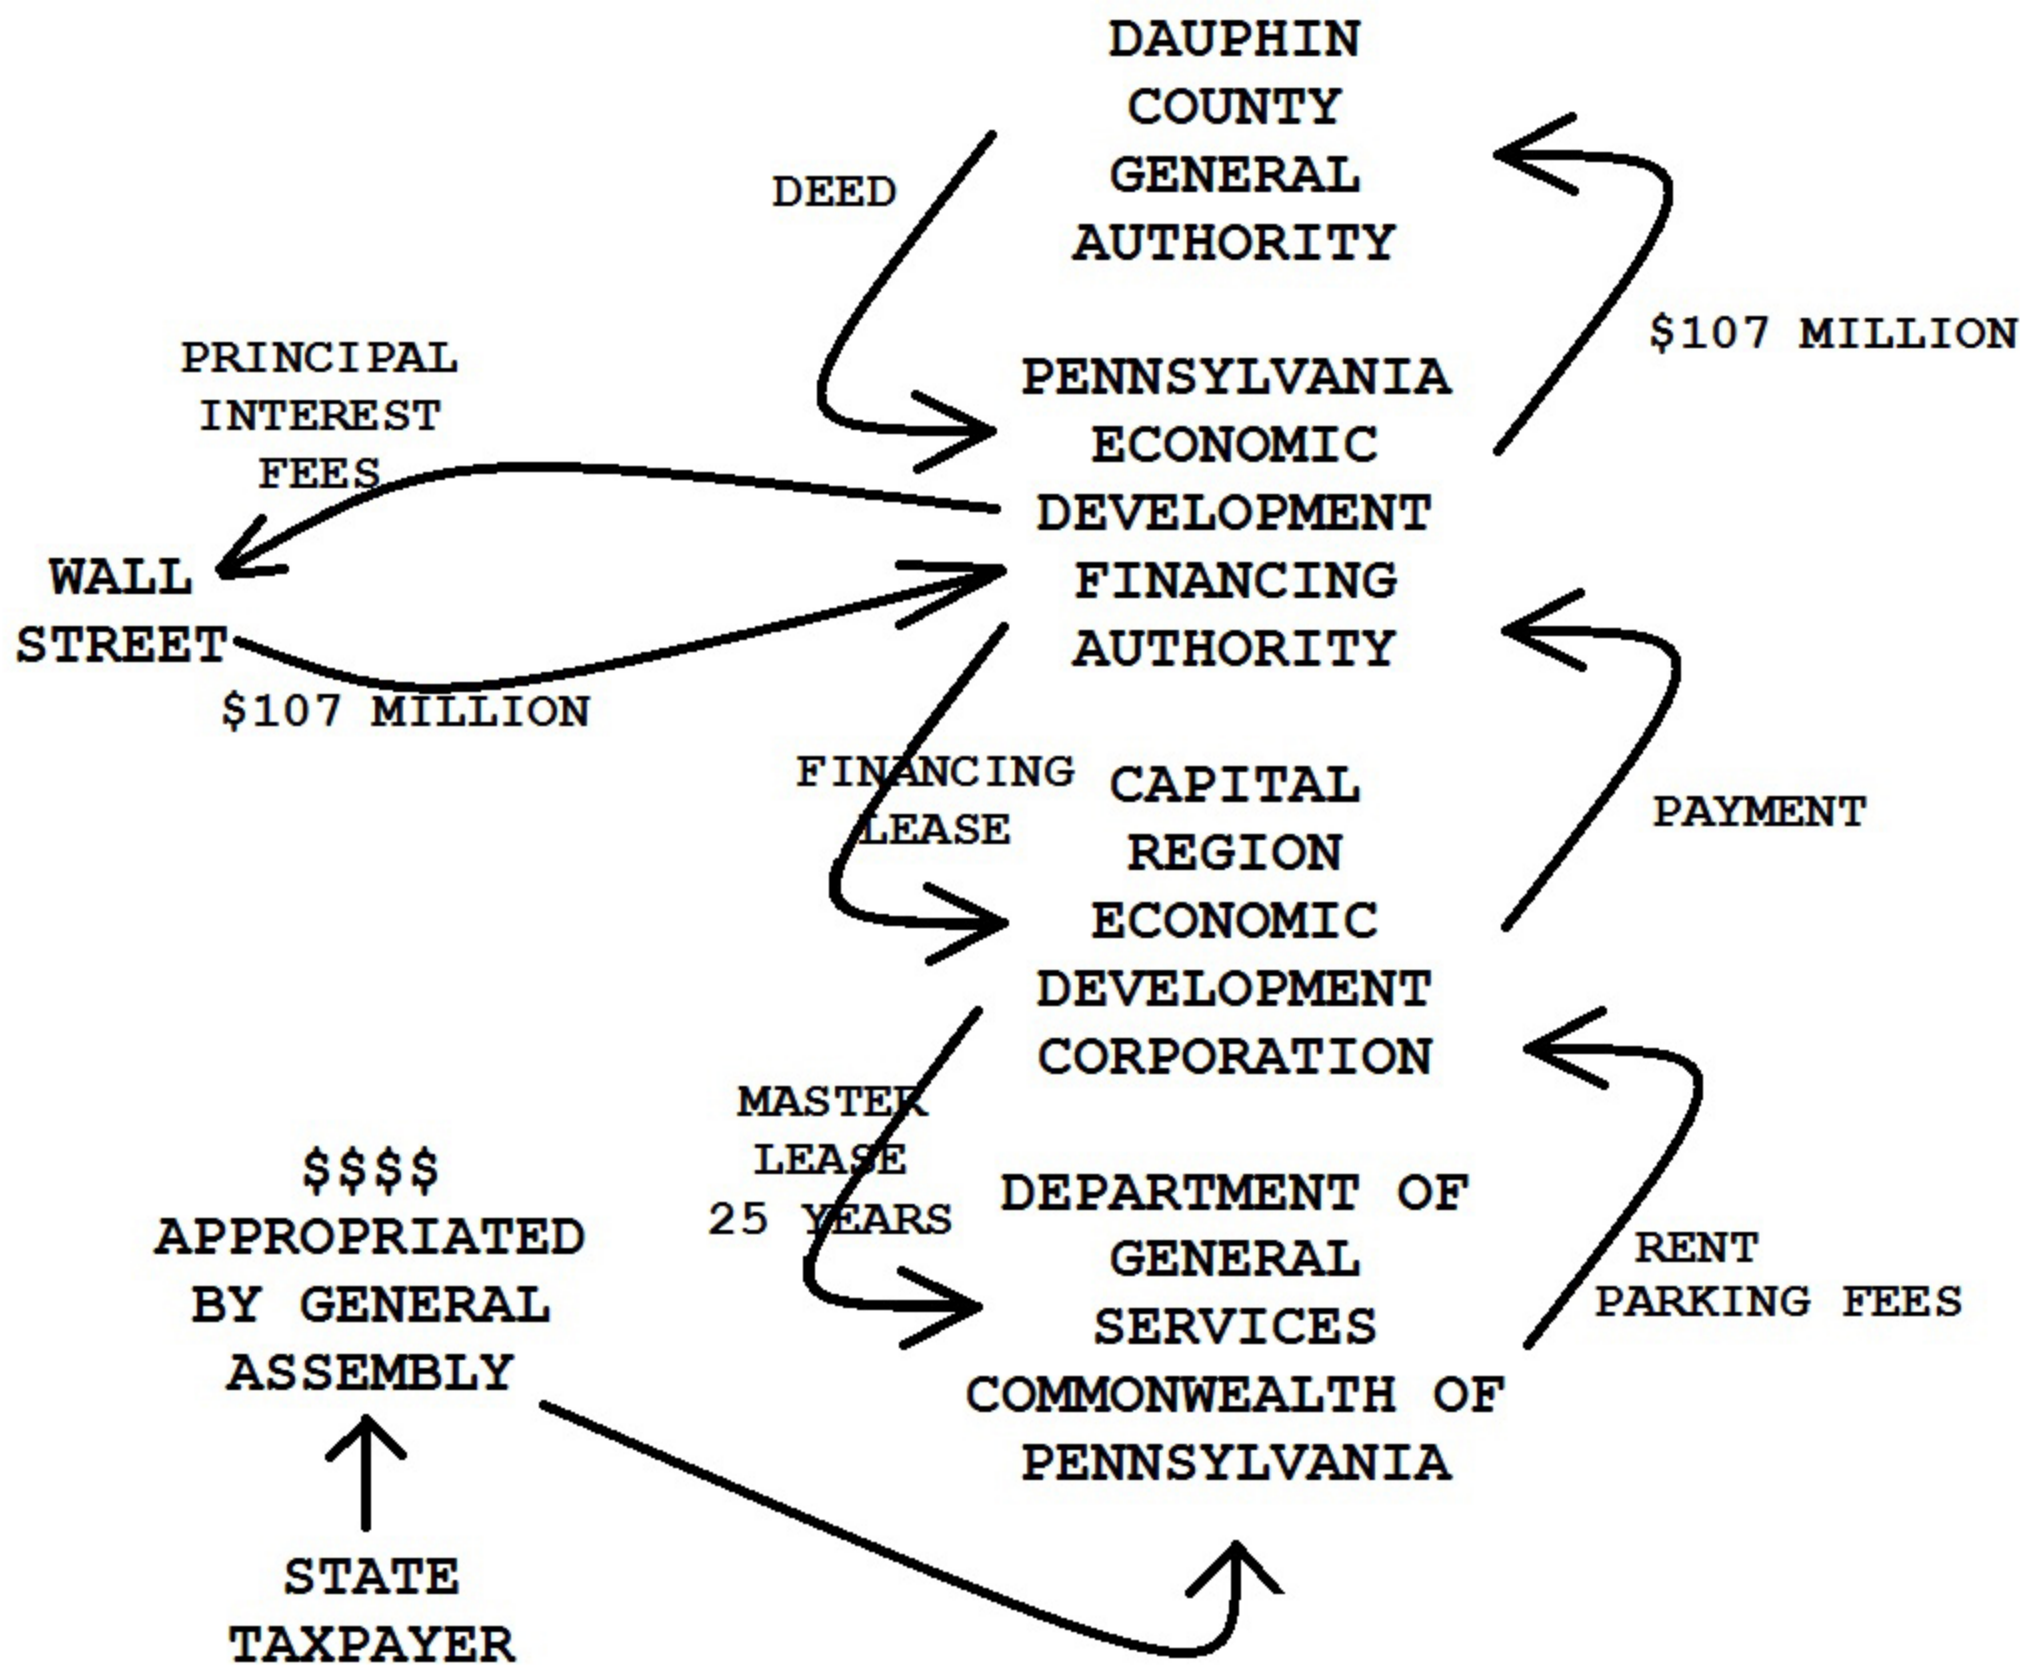 DAUPHIN
COUNTY
GENERAL
AUTHORITY
DEED
$107 MILLION
PENNSYLVANIA
ECONOMIC
DEVELOPMENT
FINANCING
AUTHORITY
PRINCIPAL
INTEREST
FEES
WALL
STREET
$107 MILLION
FINANCING
LEASE
CAPITAL
REGION
ECONOMIC
DEVELOPMENT
CORPORATION
PAYMENT
MASTER
LEASE
25 YEARS
DEPARTMENT OF
GENERAL
SERVICES
COMMONWEALTH OF
PENNSYLVANIA
RENT
PARKING FEES
$$$$
APPROPRIATED
BY GENERAL
ASSEMBLY
STATE
TAXPAYER